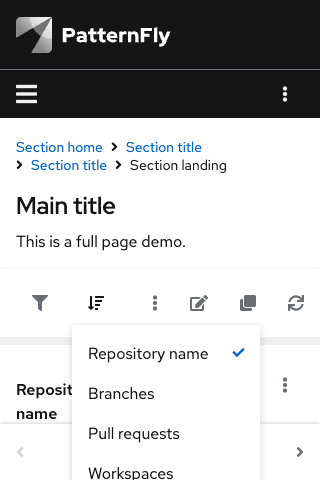 PatternFly
Section home
Section title
Section title
Section landing
Main title
This is a full page demo.
Repository name
Branches
Pull requests
Workspaces
name